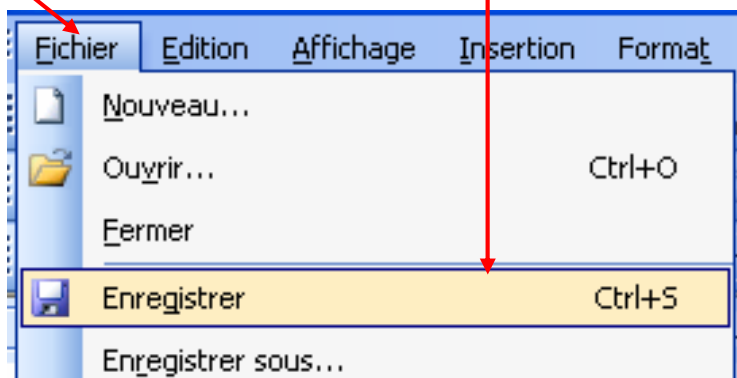 Fichier Edition Affichage Insertion Format
Nouveau...
Ouvrir... Ctrl+O
Fermer
Enregistrer Ctrl+S
Enregistrer sous...